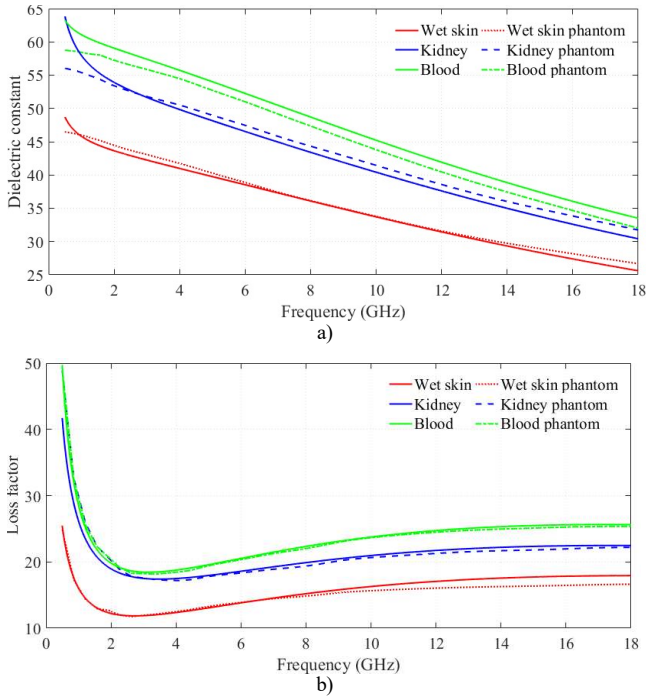 65
60
55
50
45
40
35
30
25
Dielectric constant
Wet skin Wet skin phantom
Kidney Kidney phantom
Blood Blood phantom
0 2 4 6 8 10 12 14 16 18
Frequency (GHz)
a)
50
40
30
20
10
Loss factor
Wet skin Wet skin phantom
Kidney Kidney phantom
Blood Blood phantom
0 2 4 6 8 10 12 14 16 18
Frequency (GHz)
b)